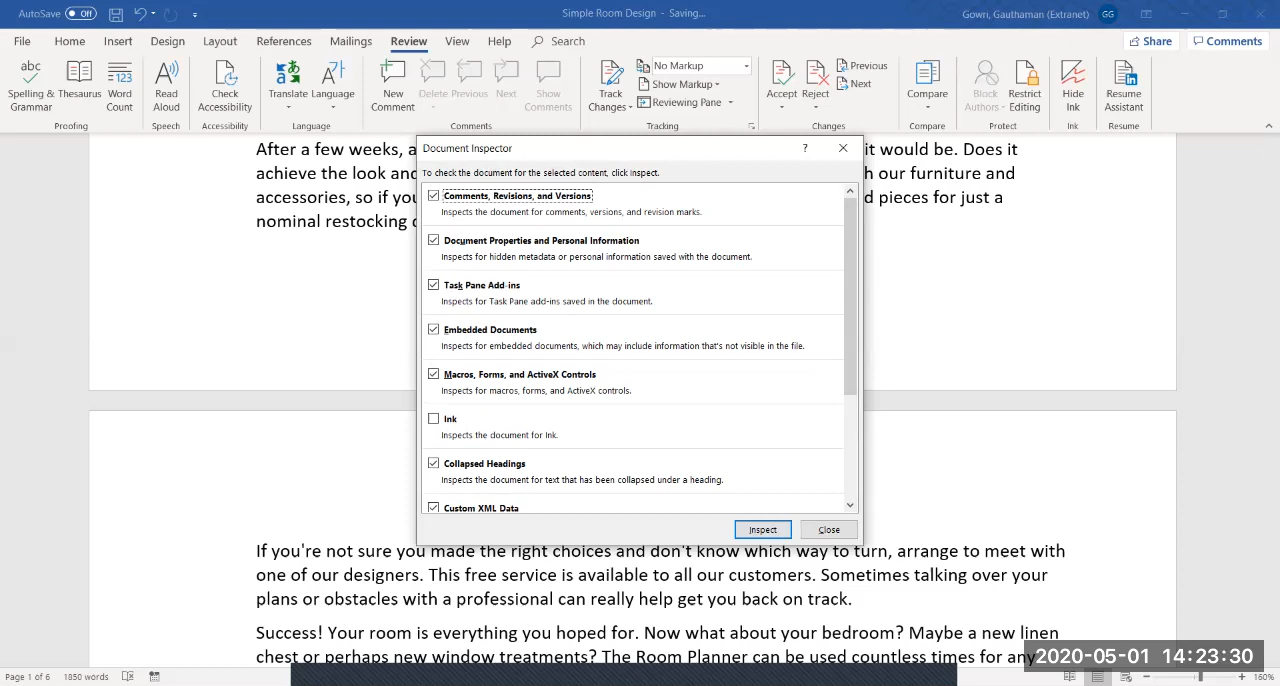 AutoSave Off Simple Room Design - Saving... Gowri, Gauthaman (Extranet) GG
File Home Insert Design Layout References Mailings Review View Help Search Share Comments
abc Spelling & Grammar
Thesaurus
123 Word Count
Read Aloud
Check Accessibility
Translate
Language
New Comment
Delete
Previous
Next
Show Comments
Track Changes
No Markup
Show Markup
Reviewing Pane
Accept
Reject
Previous
Next
Compare
Block Authors
Restrict Editing
Hide Ink
Resume Assistant
Proofing Speech Accessibility Language Comments Tracking Changes Compare Protect Ink Resume
Document Inspector ?
To check the document for the selected content, click Inspect.
Comments, Revisions, and Versions
Inspects the document for comments, versions, and revision marks.
Document Properties and Personal Information
Inspects for hidden metadata or personal information saved with the document.
Task Pane Add-ins
Inspects for Task Pane add-ins saved in the document.
Embedded Documents
Inspects for embedded documents, which may include information that's not visible in the file.
Macros, Forms, and ActiveX Controls
Inspects for macros, forms, and ActiveX controls.
Ink
Inspects the document for Ink.
Collapsed Headings
Inspects the document for text that has been collapsed under a heading.
Custom XML Data
Inspect Close
After a few weeks, it would be. Does it
achieve the look and our furniture and
accessories, so if you pieces for just a
nominal restocking
If you're not sure you made the right choices and don't know which way to turn, arrange to meet with
one of our designers. This free service is available to all our customers. Sometimes talking over your
plans or obstacles with a professional can really help get you back on track.
Success! Your room is everything you hoped for. Now what about your bedroom? Maybe a new linen
chest or perhaps new window treatments? The Room Planner can be used countless times for any
2020-05-01 14:23:30
Page 1 of 6 1850 words 160%